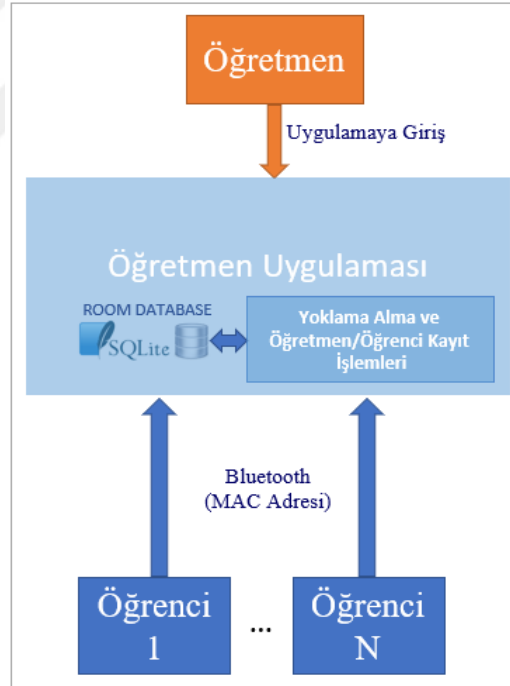 Öğretmen
Uygulamaya Giriş
Öğretmen Uygulaması
ROOM DATABASE
SQLite
Yoklama Alma ve
Öğretmen/Öğrenci Kayıt
İşlemleri
Bluetooth
(MAC Adresi)
Öğrenci
1
...
Öğrenci
N